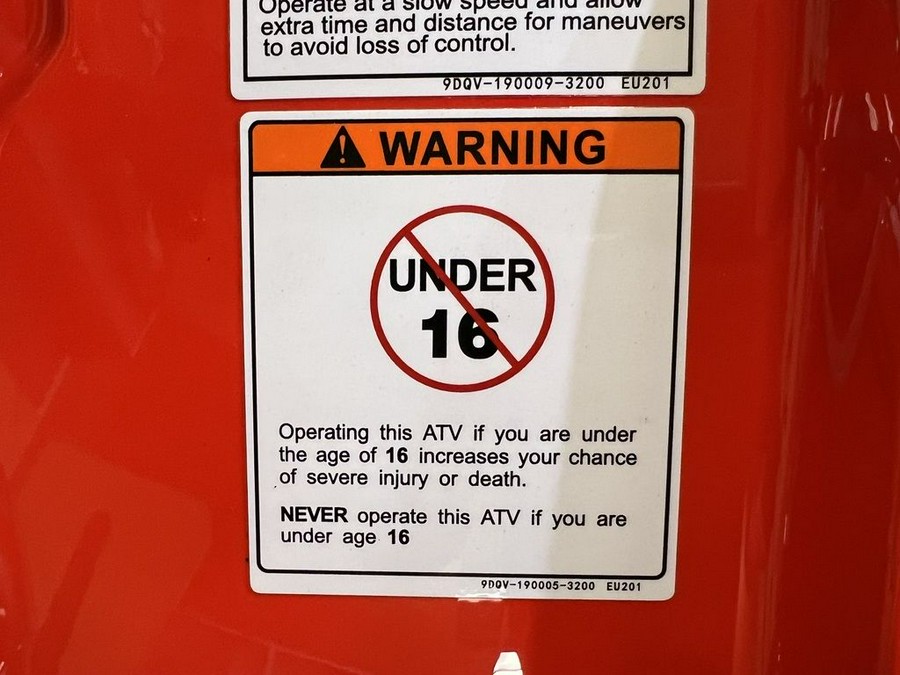 Operate at a slow speed and allow
extra time and distance for maneuvers
to avoid loss of control.
9DQV-190009-3200 EU201
WARNING
UNDER
16
Operating this ATV if you are under
the age of 16 increases your chance
of severe injury or death.
NEVER operate this ATV if you are
under age 16
9DQV-190005-3200 EU201